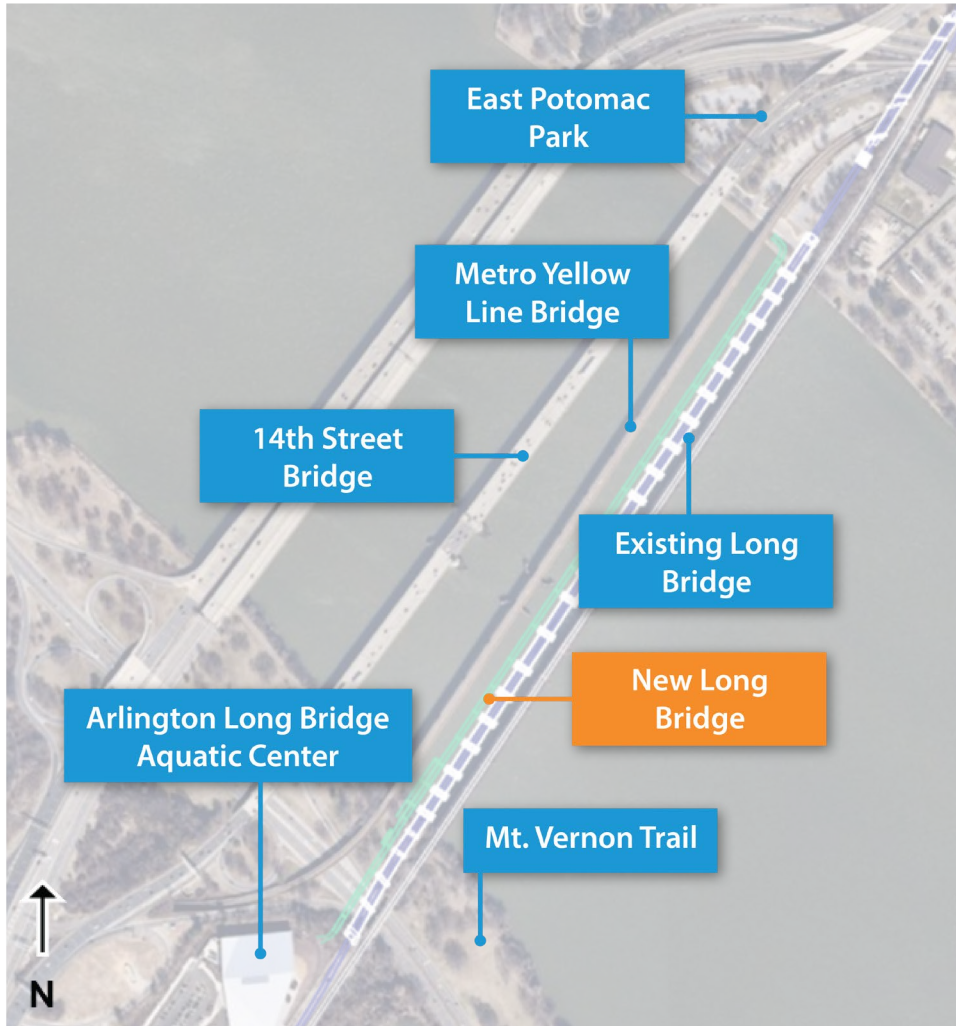 East Potomac
Park
Metro Yellow
Line Bridge
14th Street
Bridge
Existing Long
Bridge
New Long
Bridge
Arlington Long Bridge
Aquatic Center
Mt. Vernon Trail
N